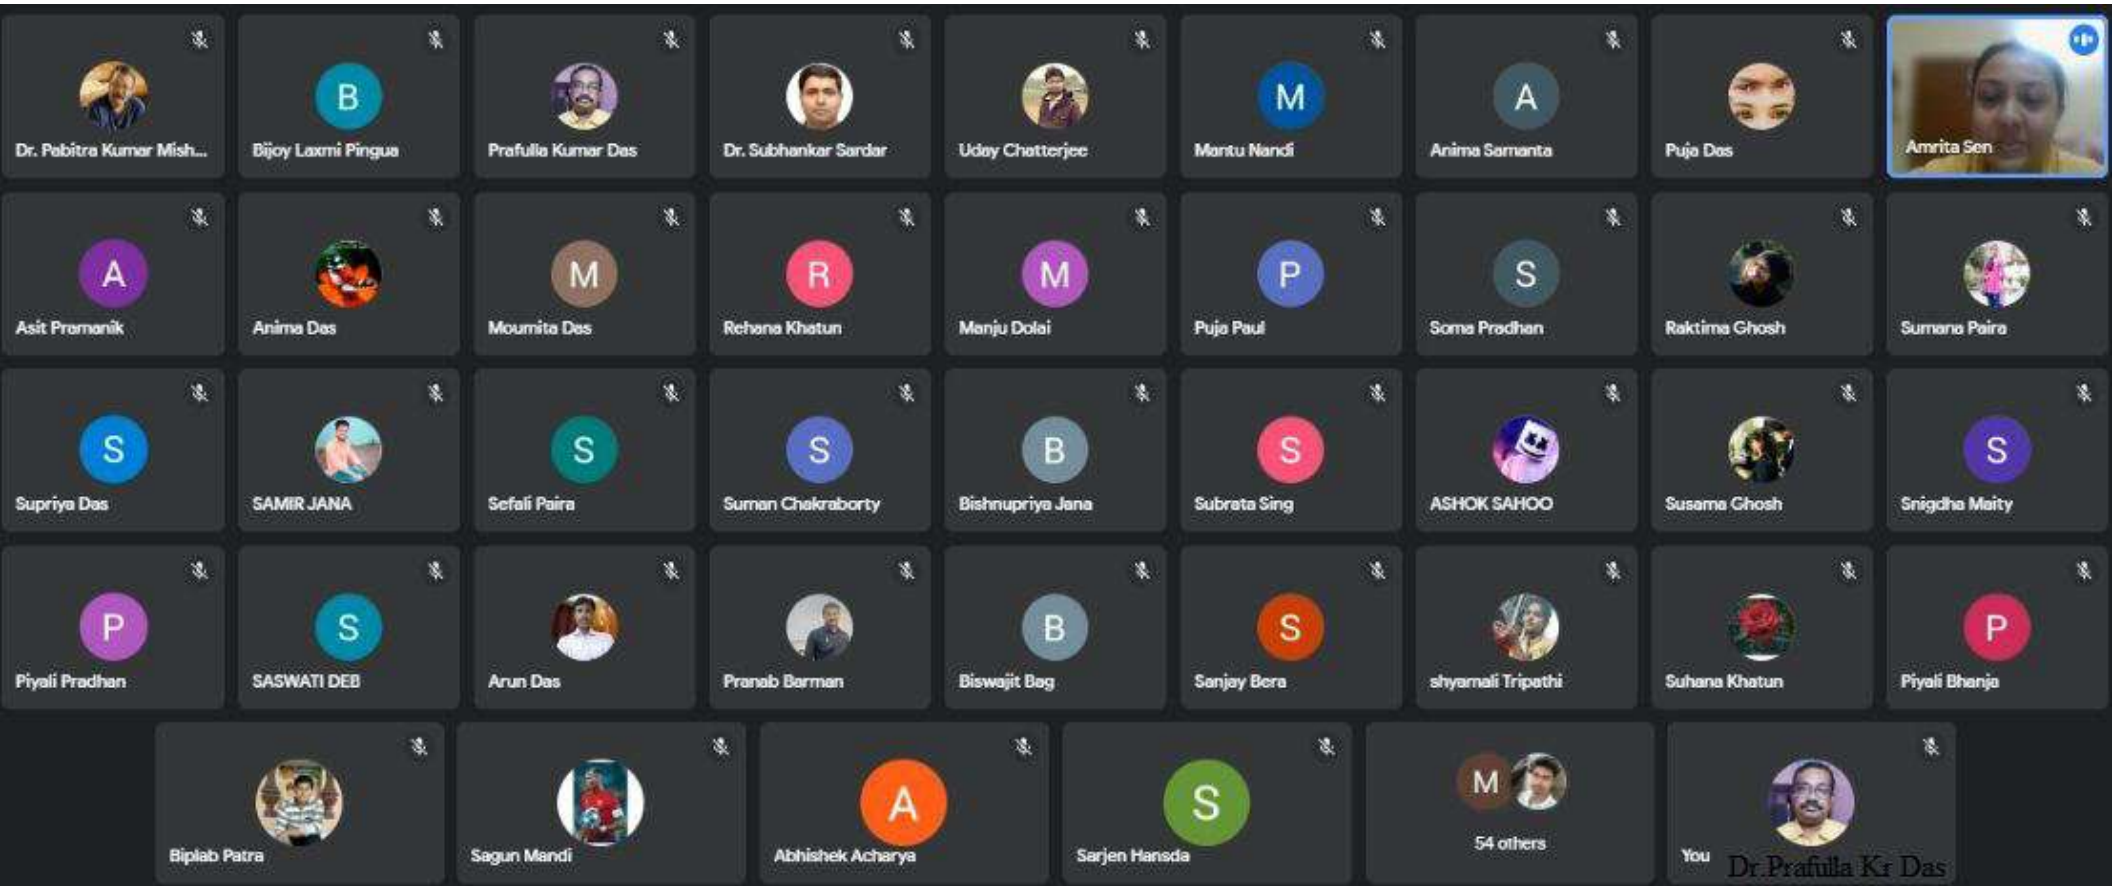 Dr. Pabitra Kumar Mish...
B
Bijoy Laxmi Pingua
Prafulla Kumar Das
Dr. Subhankar Sardar
Uday Chatterjee
M
Mantu Nandi
A
Anima Samanta
Puja Das
Amrita Sen
A
Asit Pramanik
Anima Das
M
Moumita Das
R
Rehana Khatun
M
Manju Dolai
P
Puja Paul
S
Soma Pradhan
Raktima Ghosh
Sumana Paira
S
Supriya Das
SAMIR JANA
S
Sefali Paira
S
Suman Chakraborty
B
Bishnupriya Jana
S
Subrata Sing
ASHOK SAHOO
Susama Ghosh
S
Snigdha Maity
P
Piyali Pradhan
S
SASWATI DEB
Arun Das
Pranab Barman
B
Biswajit Bag
S
Sanjay Bera
shyamali Tripathi
Suhana Khatun
P
Piyali Bhanja
Biplab Patra
Sagun Mandi
A
Abhishek Acharya
S
Sarjen Hansda
M
54 others
You
Dr.Prafulla Kr Das